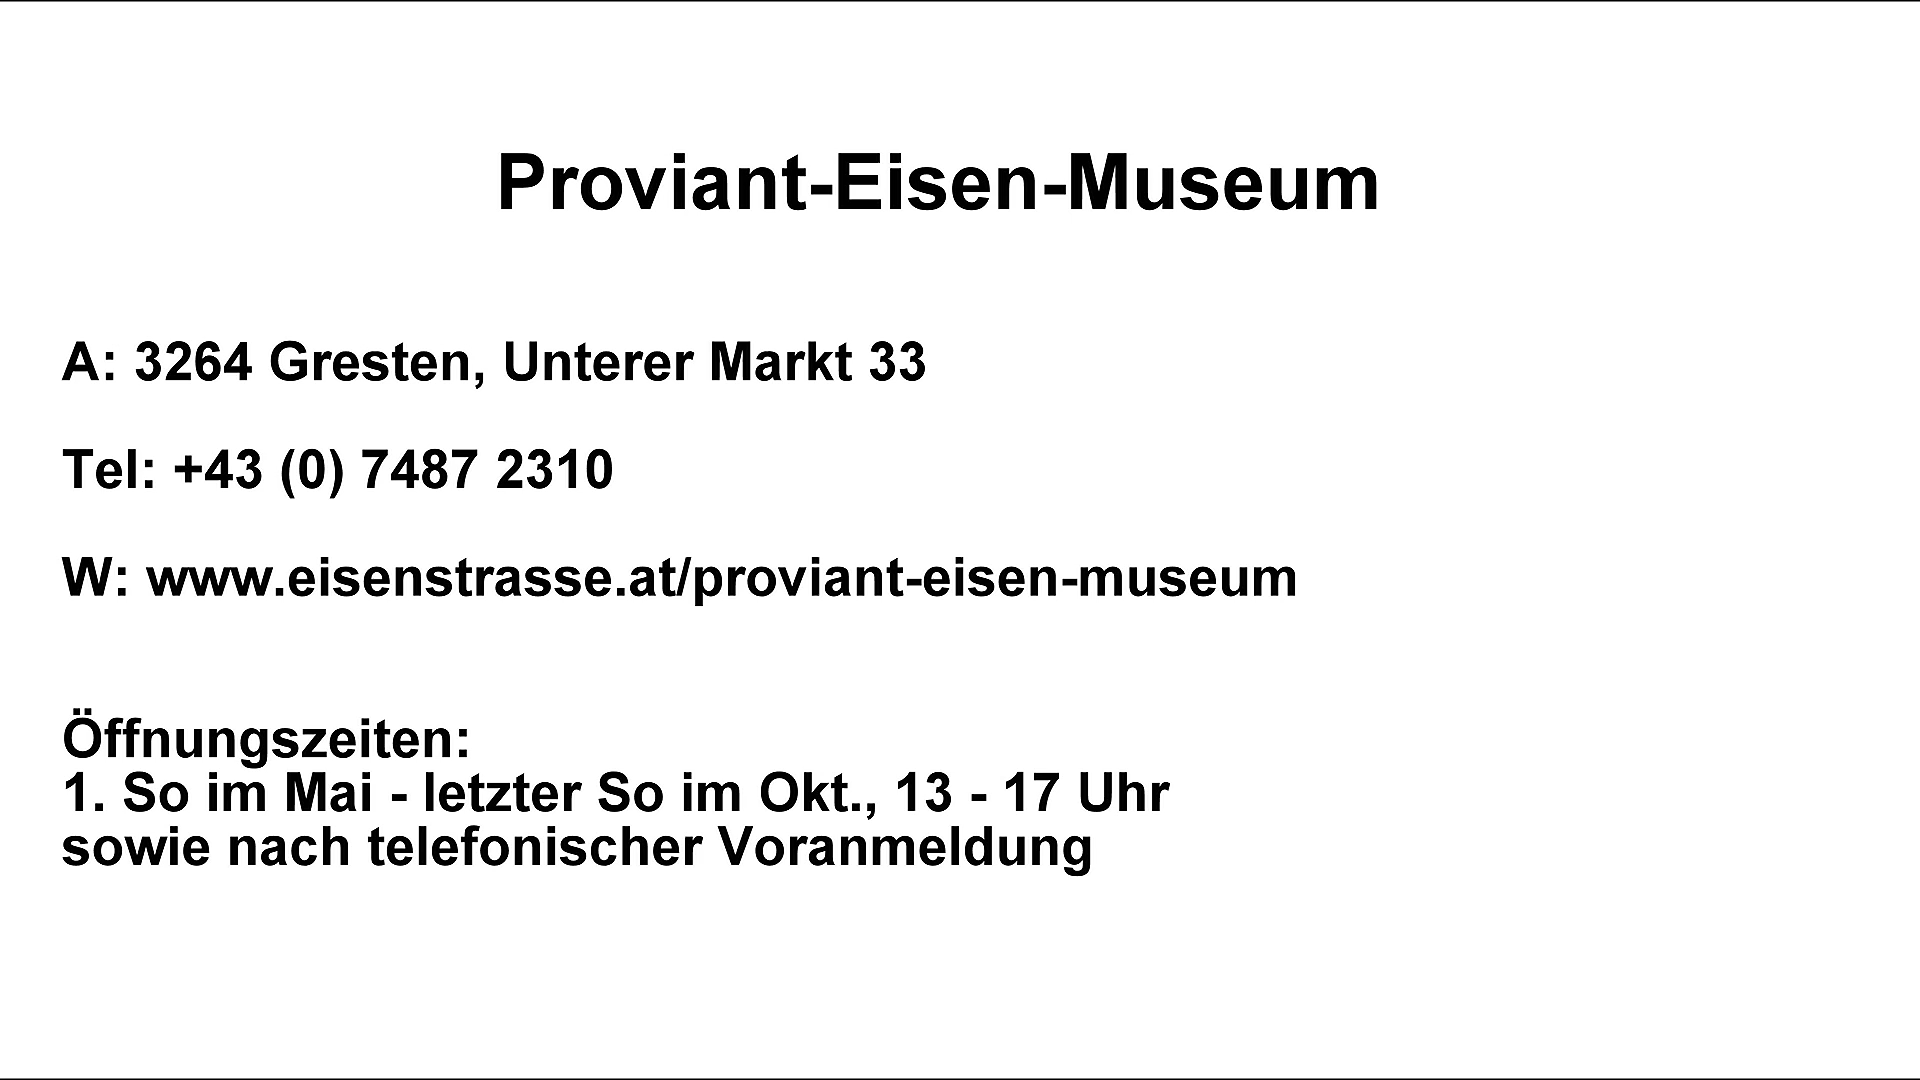 Proviant-Eisen-Museum
A: 3264 Gresten, Unterer Markt 33
Tel: +43 (0) 7487 2310
W: www.eisenstrasse.at/proviant-eisen-museum
Öffnungszeiten:
1. So im Mai - letzter So im Okt., 13 - 17 Uhr
sowie nach telefonischer Voranmeldung